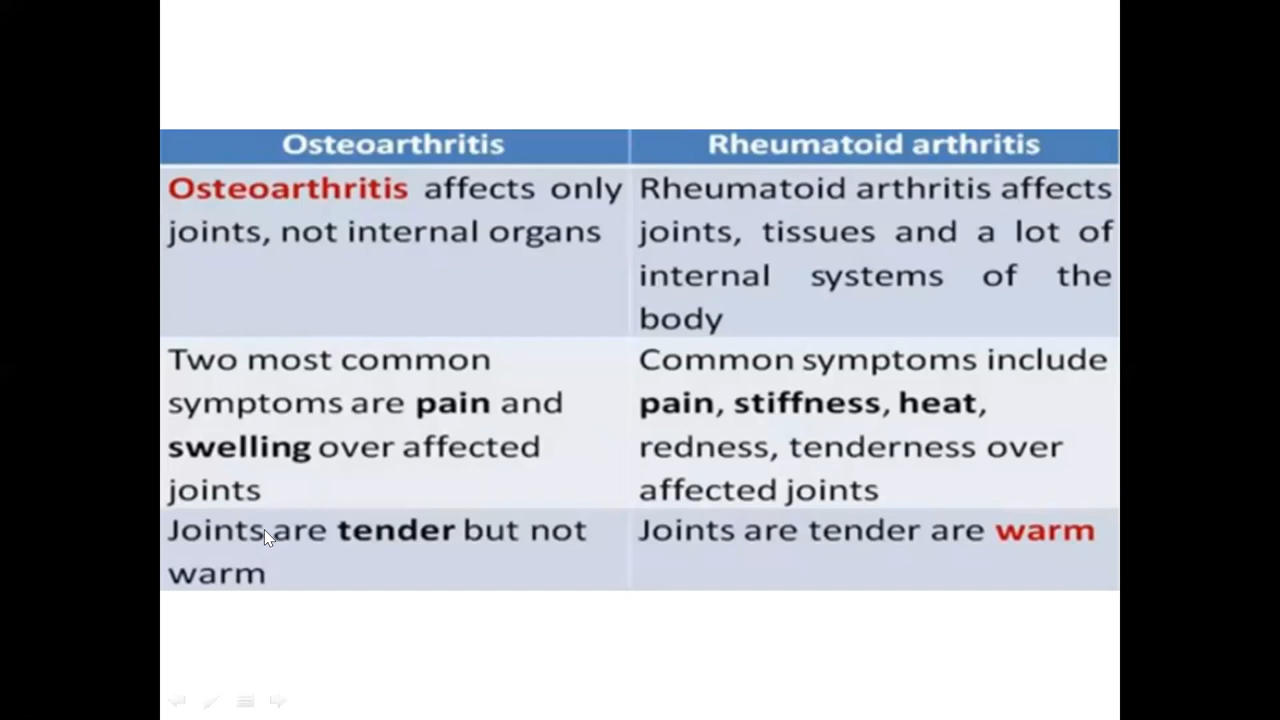 Osteoarthritis
Rheumatoid arthritis
Osteoarthritis affects only
joints, not internal organs
Rheumatoid arthritis affects
joints, tissues and a lot of
internal systems of the
body
Two most common
symptoms are pain and
swelling over affected
joints
Common symptoms include
pain, stiffness, heat,
redness, tenderness over
affected joints
Joints are tender but not
warm
Joints are tender are warm